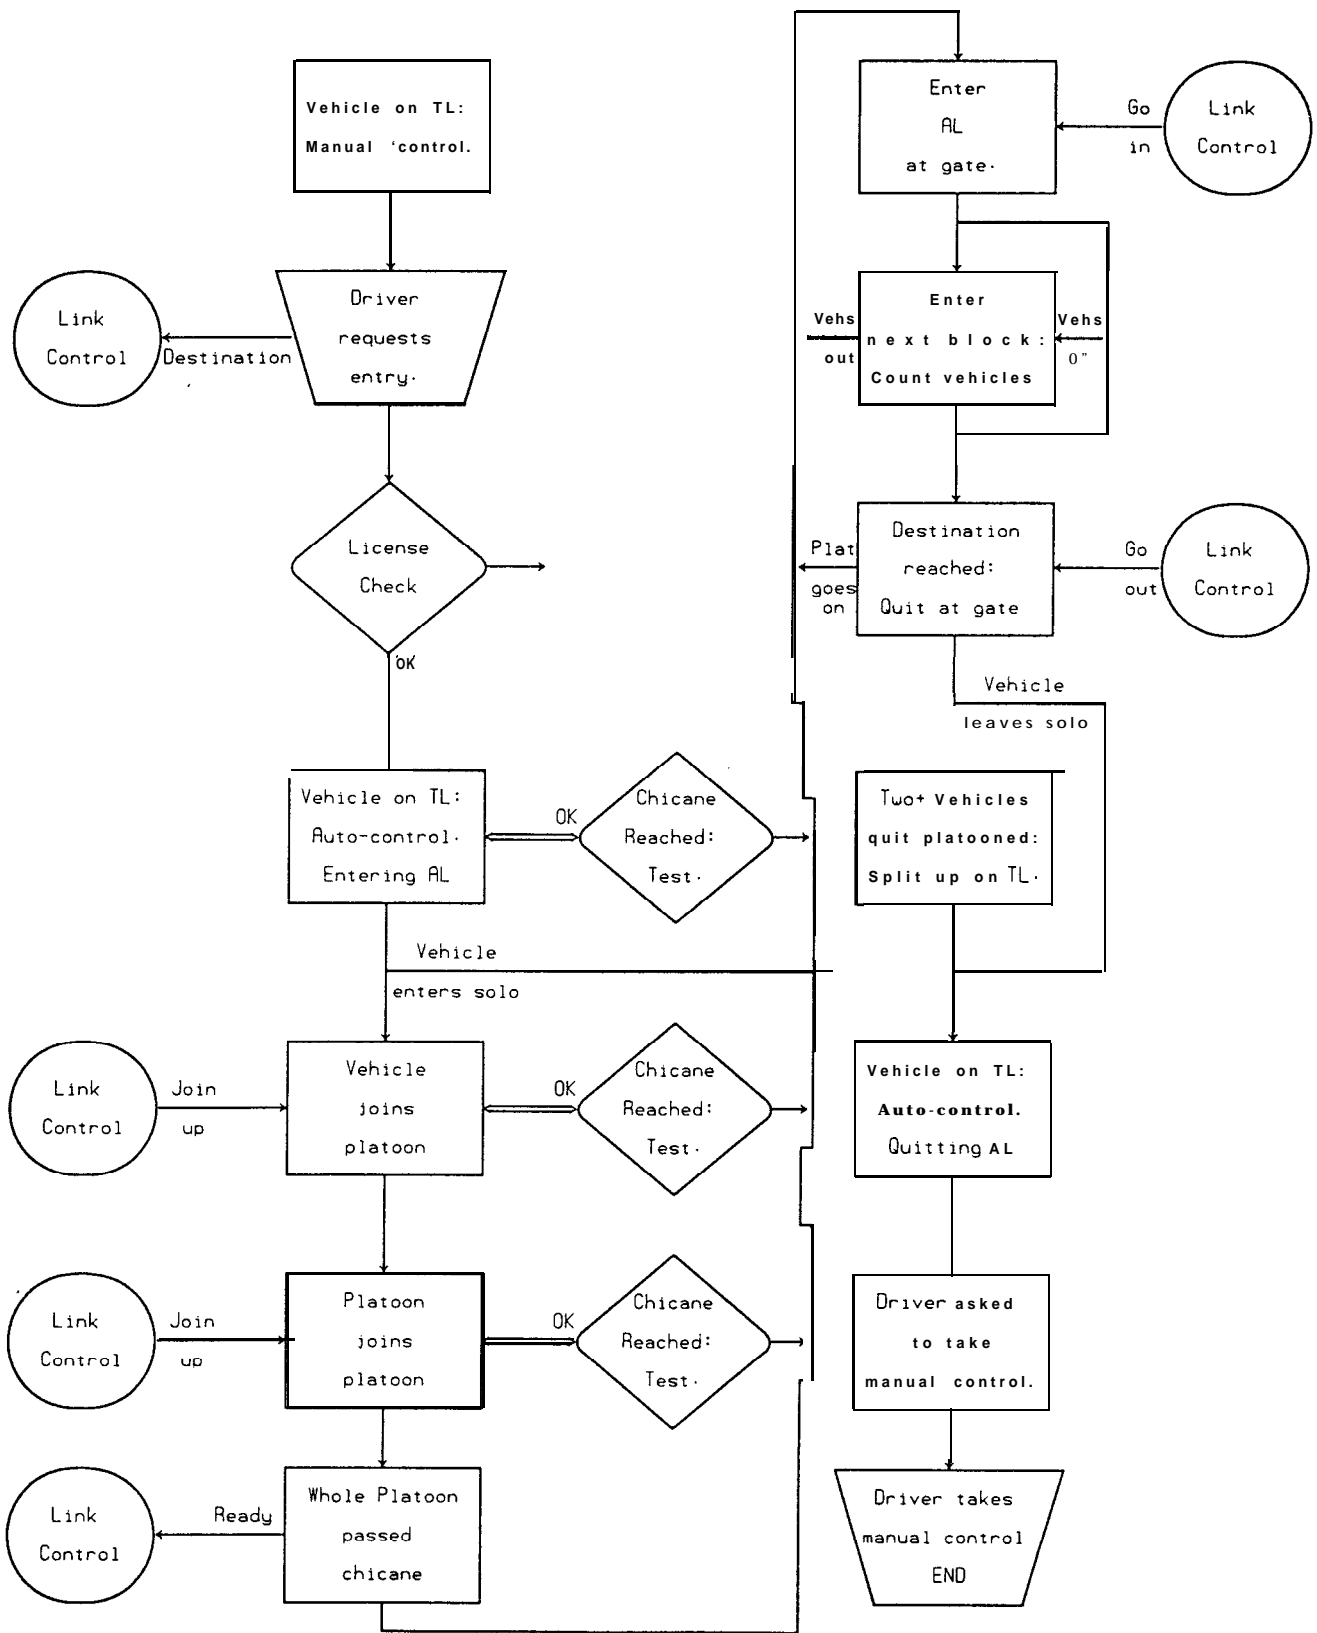 Vehicle on TL:
Manual 'control.
Link
Control
Destination
Driver
requests
entry.
License
Check
OK
Vehicle on TL:
Auto-control.
Entering AL
OK
Chicane
Reached:
Test.
Vehicle
enters solo
Link
Control
Join
up
Vehicle
joins
platoon
OK
Chicane
Reached:
Test.
Link
Control
Join
up
Platoon
joins
platoon
OK
Chicane
Reached:
Test.
Link
Control
Ready
Whole Platoon
passed
chicane
Enter
AL
at gate.
Go
in
Link
Control
Vehs
out
Enter
next block:
Count vehicles
Vehs
0"
Plat
goes
on
Destination
reached:
Quit at gate
Go
out
Link
Control
Vehicle
leaves solo
Two+ Vehicles
quit platooned:
Split up on TL.
Vehicle on TL:
Auto-control.
Quitting AL
Driver asked
to take
manual control.
Driver takes
manual control
END